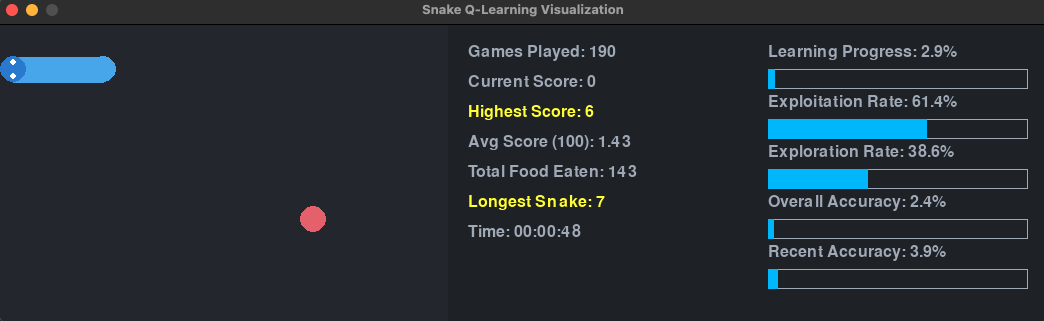 Snake Q-Learning Visualization
Games Played: 190
Current Score: 0
Highest Score: 6
Avg Score (100): 1.43
Total Food Eaten: 143
Longest Snake: 7
Time: 00:00:48
Learning Progress: 2.9%
Exploitation Rate: 61.4%
Exploration Rate: 38.6%
Overall Accuracy: 2.4%
Recent Accuracy: 3.9%